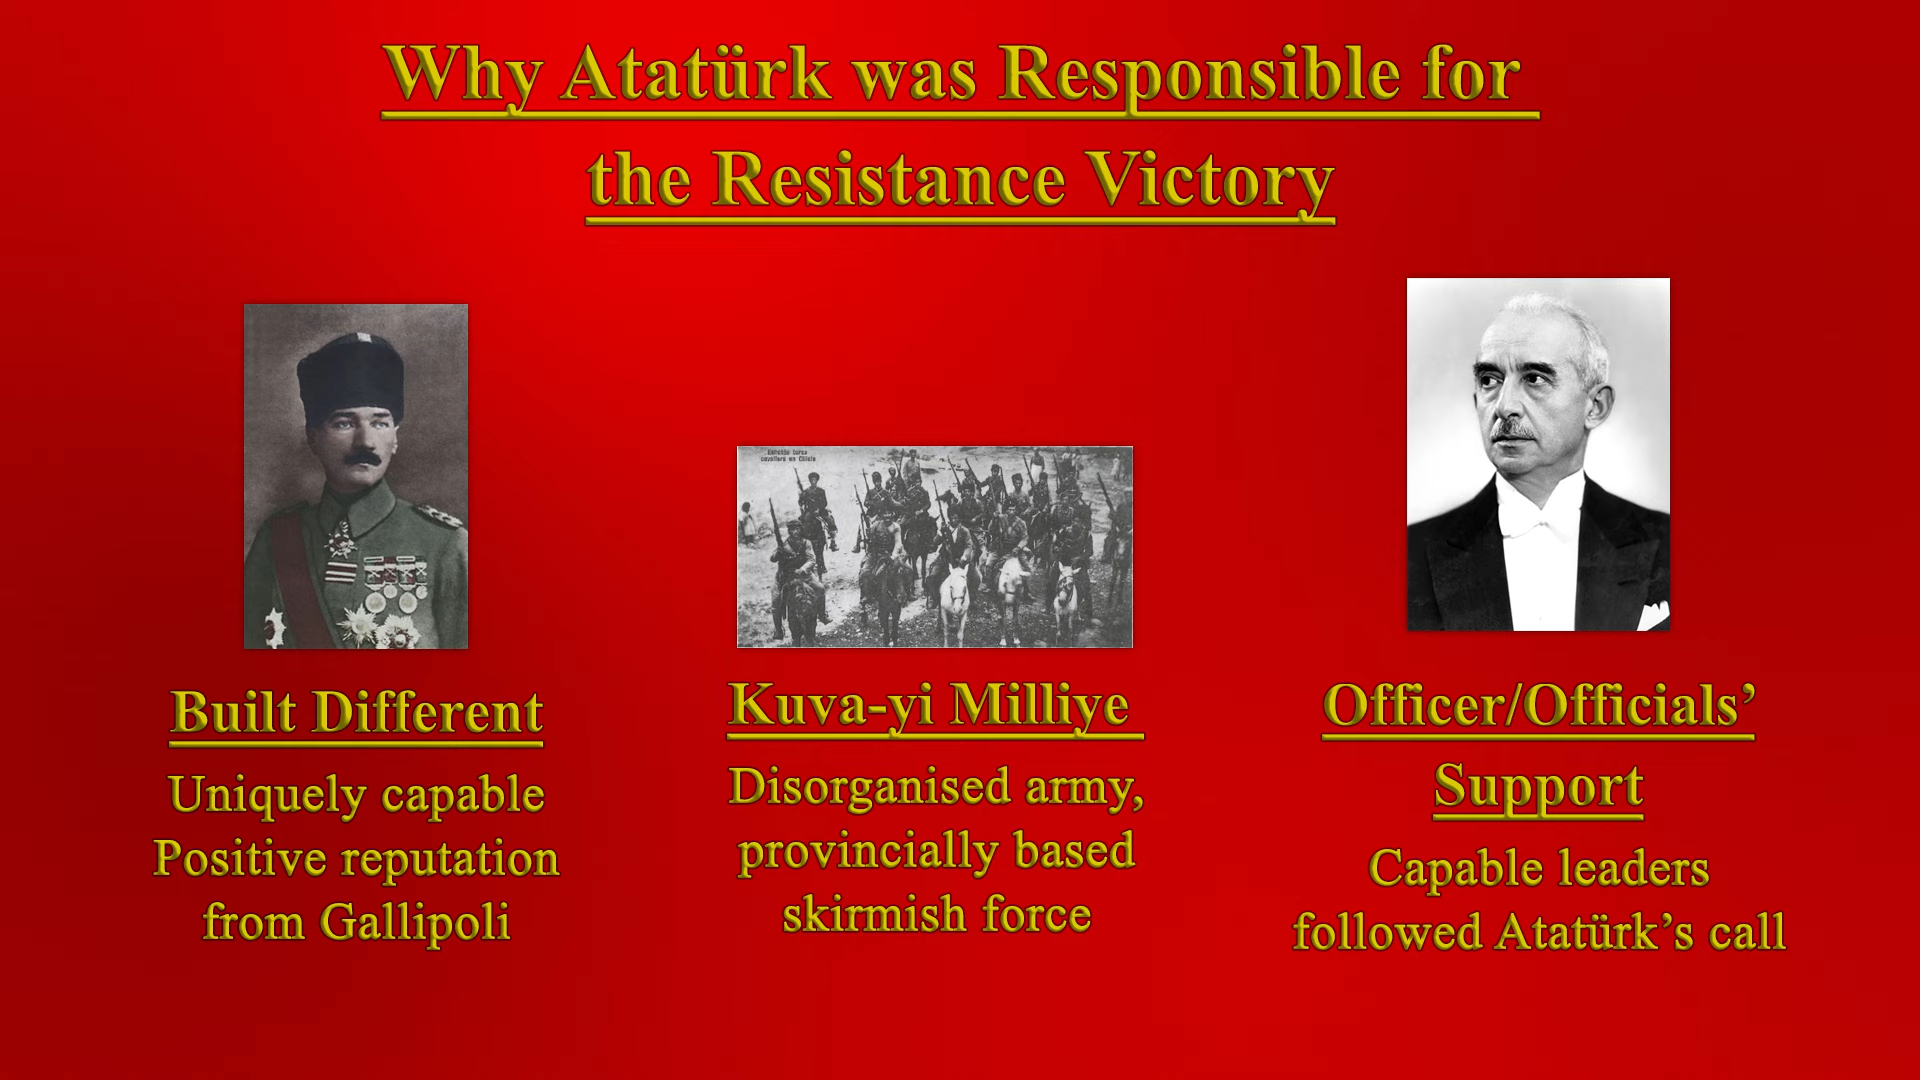 Why Atatürk was Responsible for
the Resistance Victory
Built Different
Uniquely capable
Positive reputation
from Gallipoli
Kuva-yi Milliye
Disorganised army,
provincially based
skirmish force
Officer/Officials’
Support
Capable leaders
followed Atatürk’s call